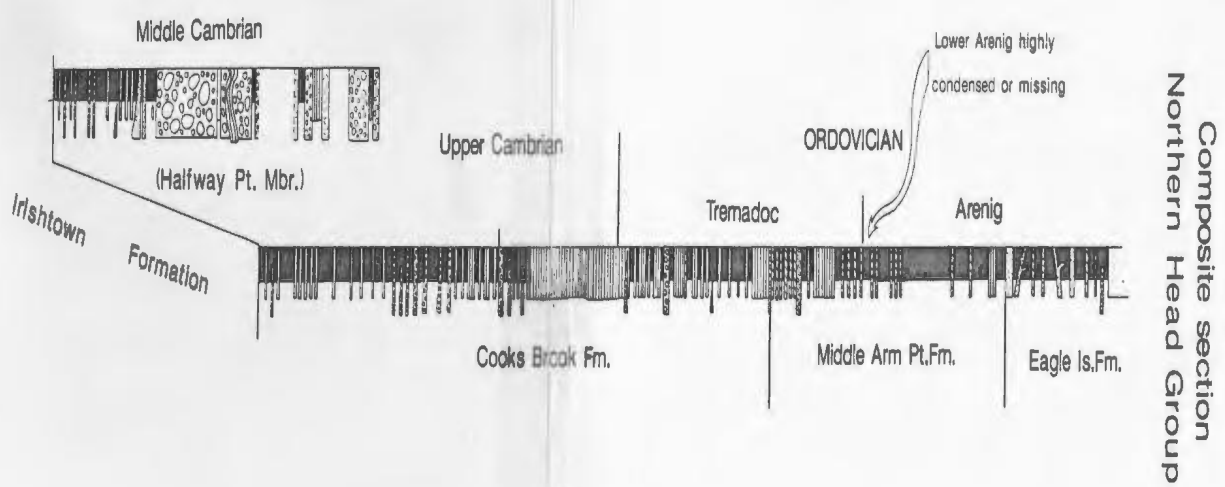 Composite section
Northern Head Group
Middle Cambrian
(Halfway Pt. Mbr.)
Irishtown Formation
Upper Cambrian
ORDOVICIAN
Lower Arenig highly
condensed or missing
Tremadoc
Arenig
Cooks Brook Fm.
Middle Arm Pt.Fm.
Eagle Is.Fm.